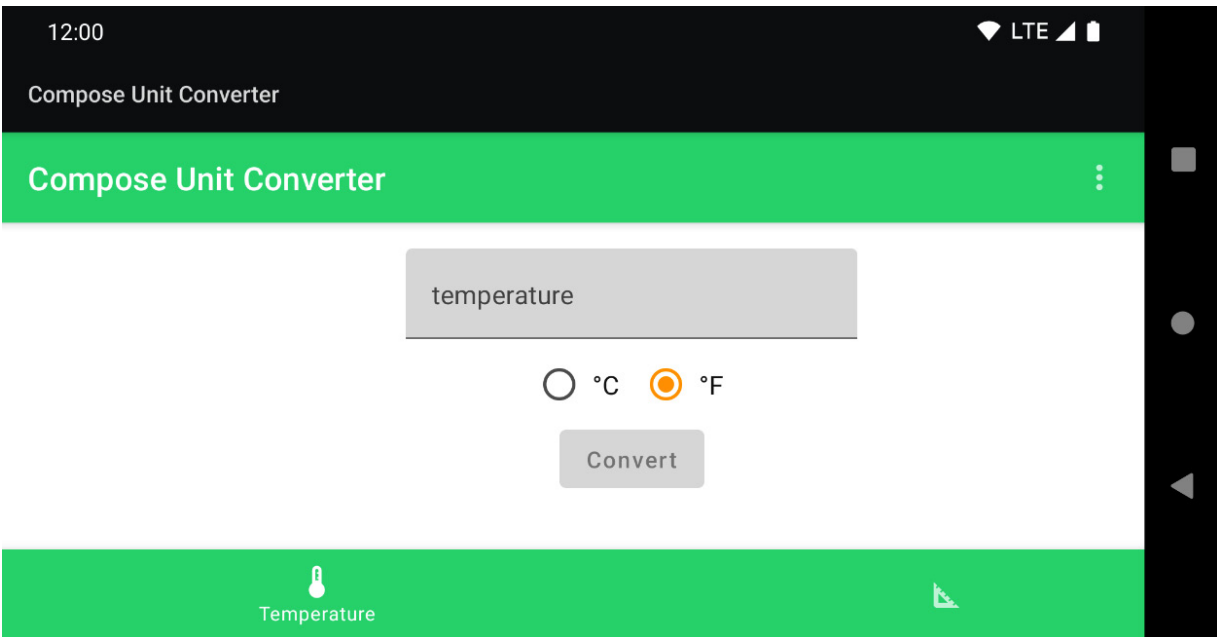 12:00 LTE
Compose Unit Converter
Compose Unit Converter
temperature
°C °F
Convert
Temperature